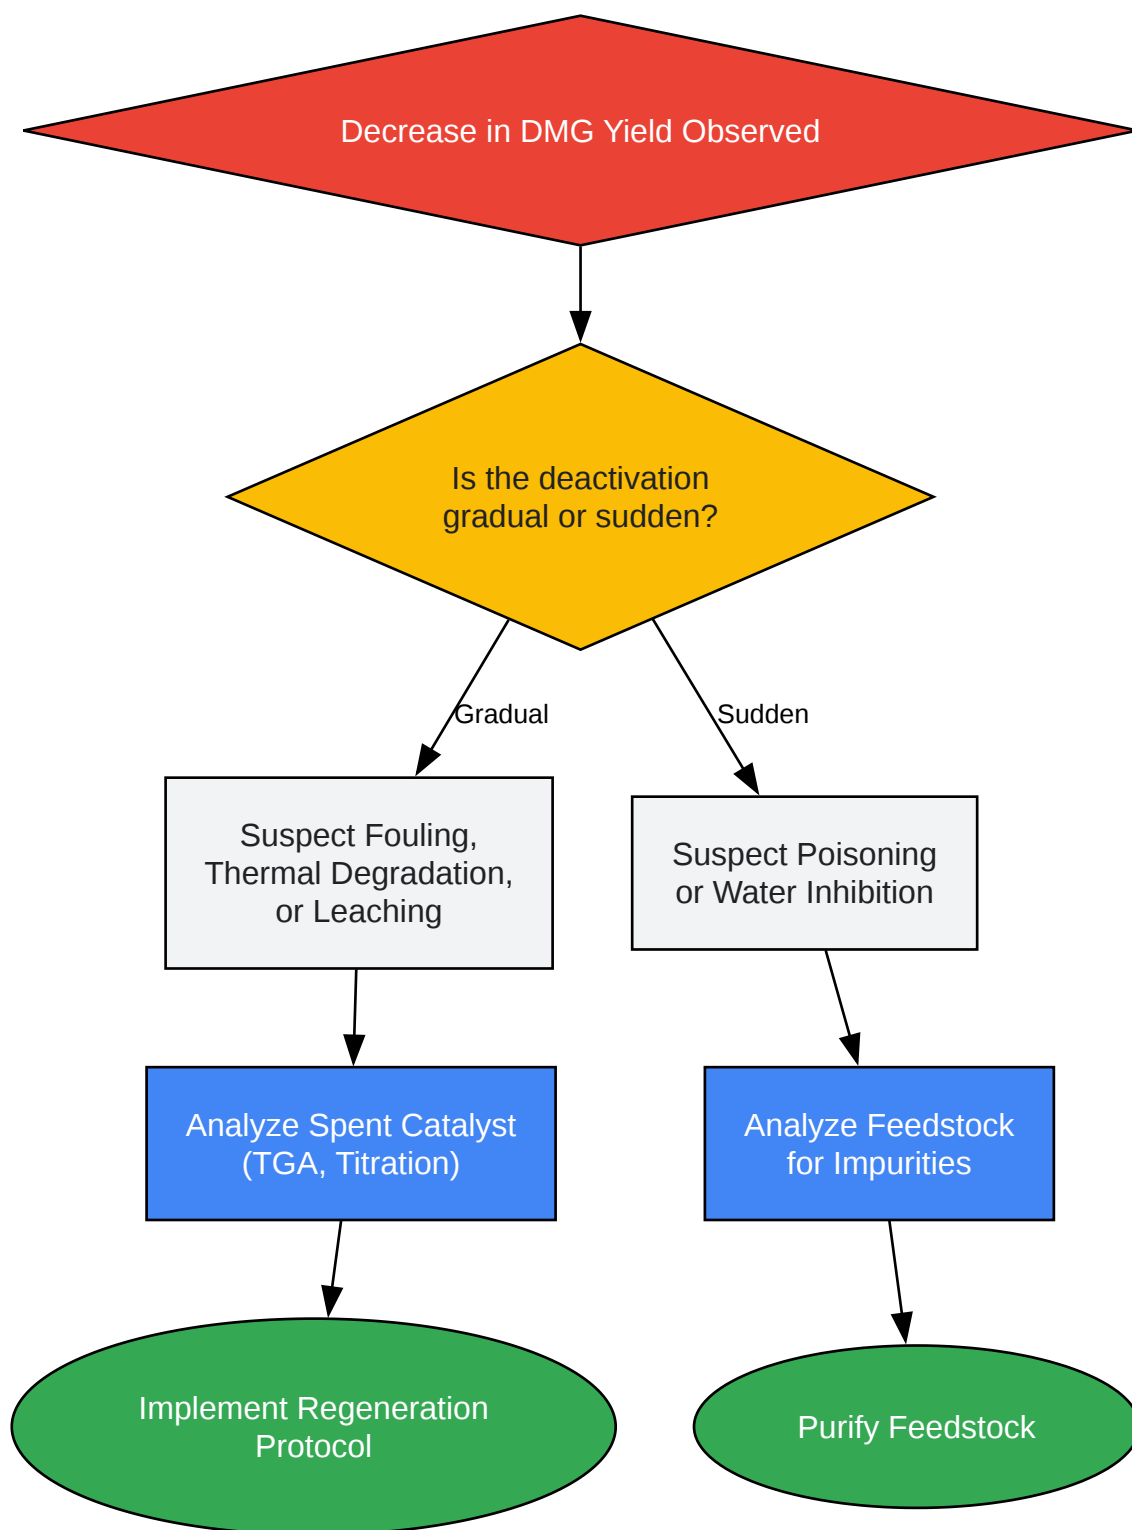 Decrease in DMG Yield Observed
Is the deactivation
gradual or sudden?
Gradual
Sudden
Suspect Fouling,
Thermal Degradation,
or Leaching
Suspect Poisoning
or Water Inhibition
Analyze Spent Catalyst
(TGA, Titration)
Analyze Feedstock
for Impurities
Implement Regeneration
Protocol
Purify Feedstock